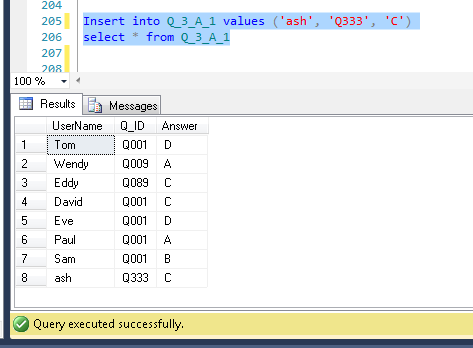 204
205 Insert into Q_3_A_1 values ('ash', 'Q333', 'C')
206 select * from Q_3_A_1
207
208
100 %
Results Messages
UserName Q_ID Answer
1 Tom Q001 D
2 Wendy Q009 A
3 Eddy Q089 C
4 David Q001 C
5 Eve Q001 D
6 Paul Q001 A
7 Sam Q001 B
8 ash Q333 C
Query executed successfully.